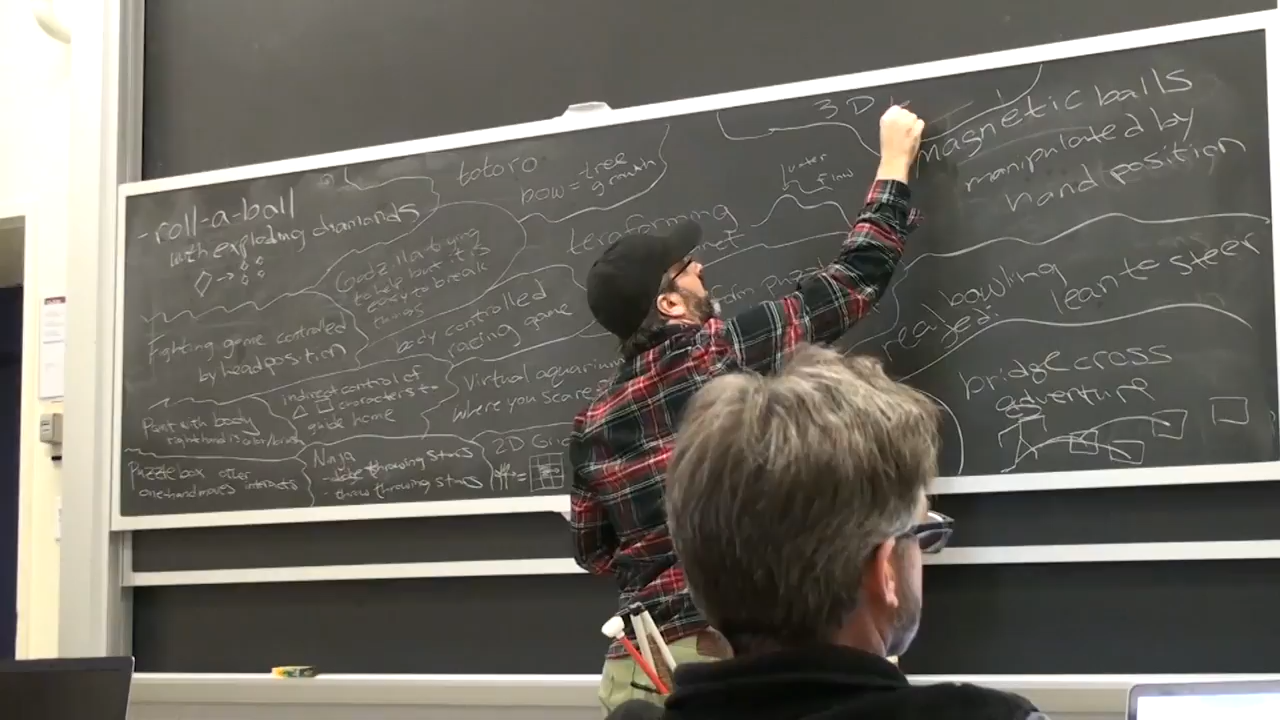 - roll-a-ball
with exploding diamonds
totoro
bow = tree
growth
3D
magnetic balls
manipulated by
hand position
water
flow
Godzilla trying
to help but it is
easy to break
things
teraforming
Fighting game controlled
by head position
body controlled
racing game
bowling
lean to steer
bridge cross
adventure
Paint with body
right hand is color/brush
indirect control of
characters to
guide home
Virtual aquarium
where you scare
Puzzle box other
one hand moves interacts
Ninja
throwing stars
- throw throwing stars
2D